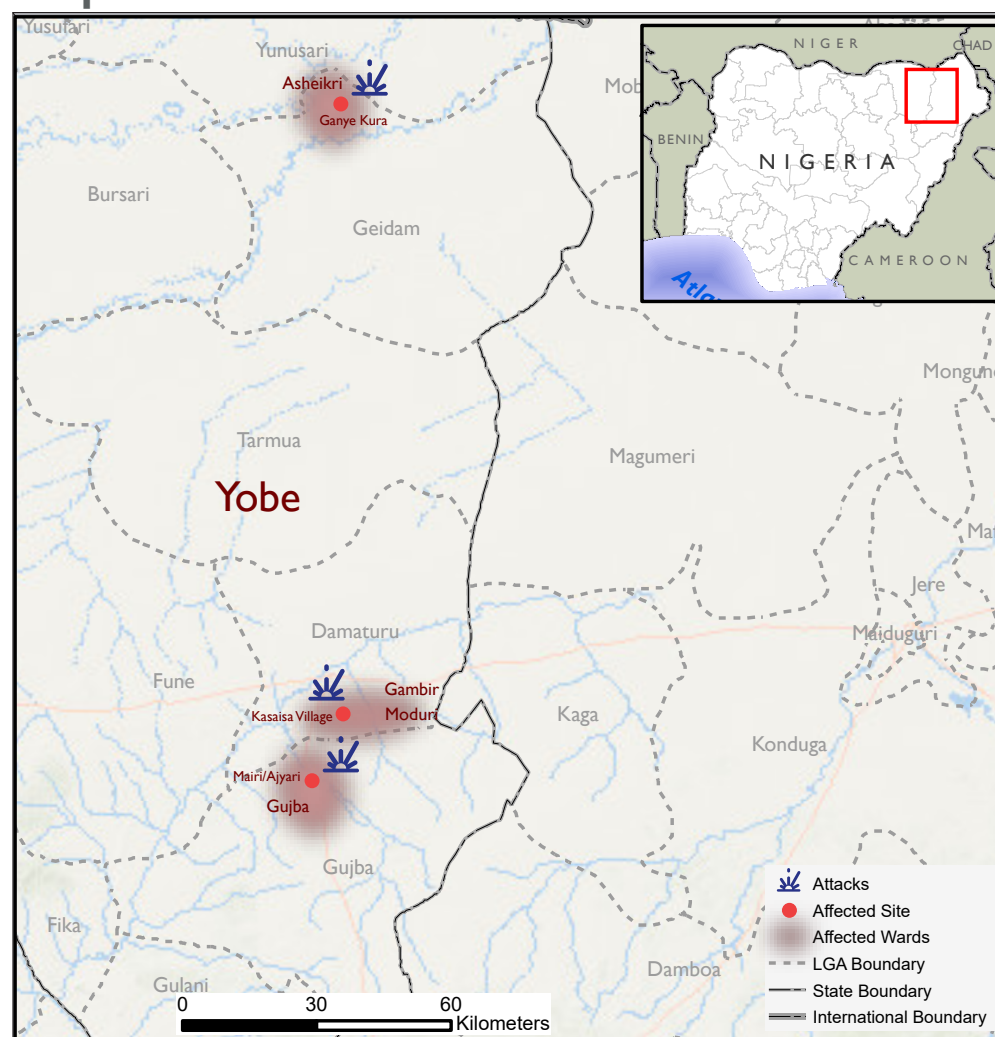 Yusufari
Yunusari
Asheikri
Ganye Kura
Mob
NIGER
CHAD
BENIN
NIGERIA
CAMEROON
Bursari
Geidam
Mongun
Tarmua
Yobe
Magumeri
Jere
Damaturu
Maiduguri
Fune
Gambir
Kasaisa Village
Moduri
Kaga
Konduga
Mairi/Ajyari
Gujba
Gujba
Attacks
Affected Site
Fika
Affected Wards
LGA Boundary
Damboa
Gulani
State Boundary
0 30 60
Kilometers
International Boundary